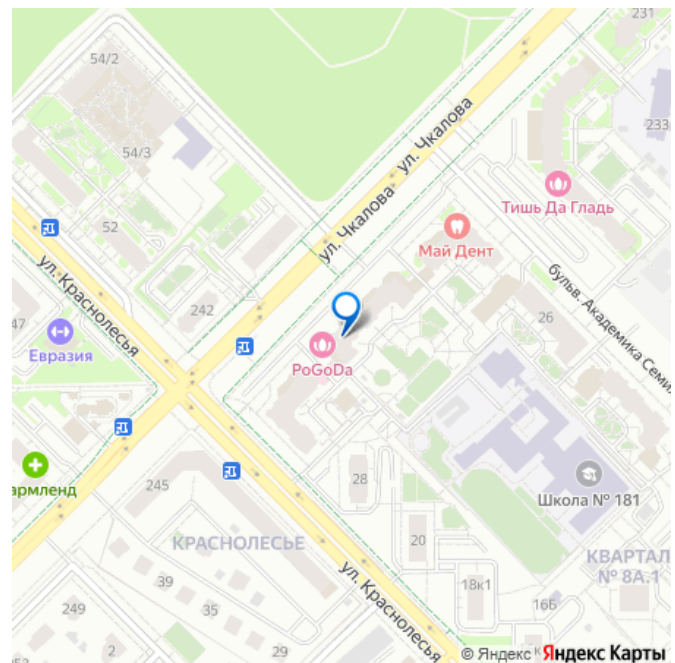 231
54/2
233
54/3
ул. Чкалова
ул. Чкалова
Тишь Да Гладь
52
Май Дент
ул. Краснолесья
бульв. Академика Семи
242
47
26
Евразия
PoGoDa
армленд
245
28
Школа № 181
КРАСНОЛЕСЬЕ
20
КВАРТАЛ
№ 8А.1
39
18к1
249
35
16Б
ул. Краснолесья
2
29
© Яндекс Яндекс Карты